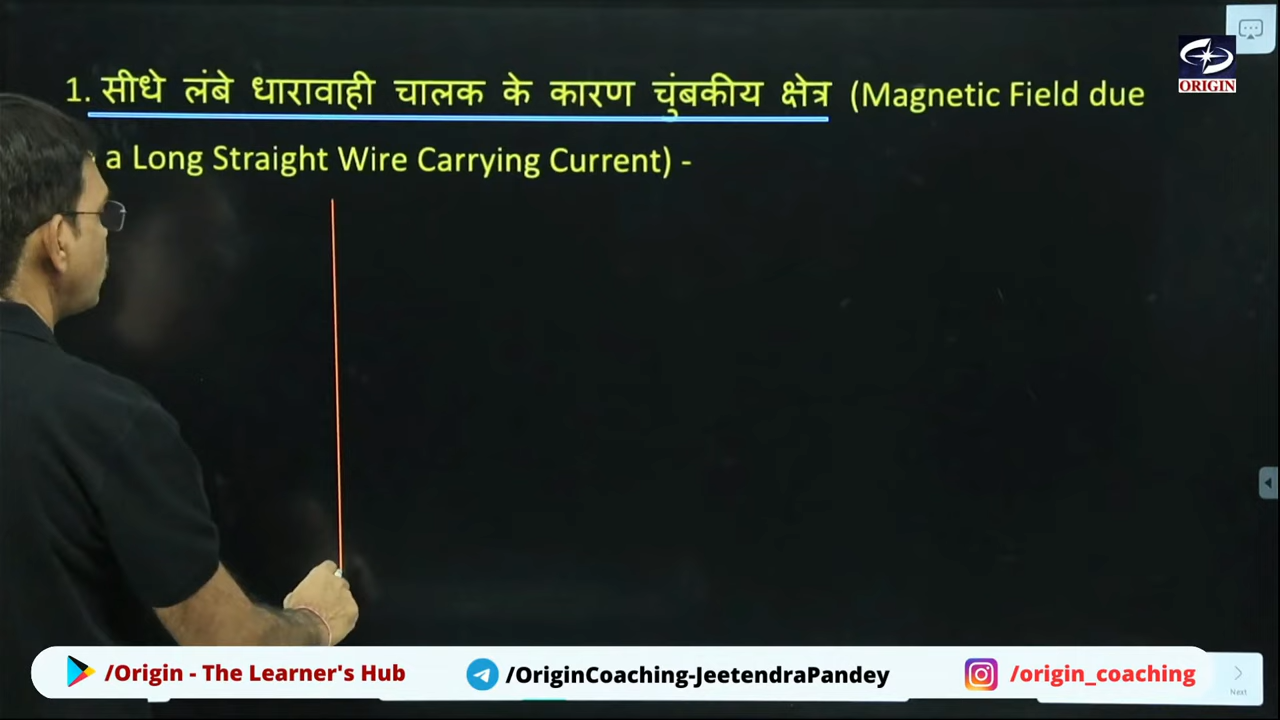 1. सीधे लंबे धारावाही चालक के कारण चुंबकीय क्षेत्र (Magnetic Field due
a Long Straight Wire Carrying Current) -
ORIGIN
/Origin - The Learner's Hub
/OriginCoaching-JeetendraPandey
/origin_coaching
Next